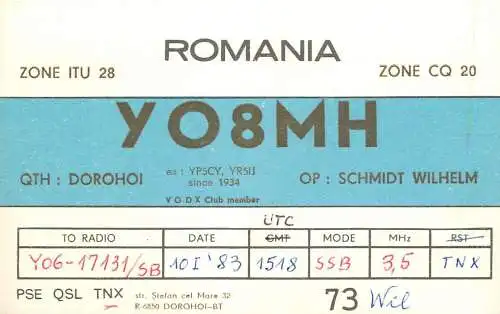 ROMANIA
ZONE ITU 28 ZONE CQ 20
YO8MH
QTH : DOROHOI ex : YP5CY, YR5IJ OP : SCHMIDT WILHELM
since 1934
Y O D X Club member
UTC
TO RADIO DATE GMT MODE MHz RST
YO6-17131/SB 10 I '83 1518 SSB 3,5 TNX
PSE QSL TNX str. Ștefan cel Mare 32 73 Wil
R-6850 DOROHOI-BT